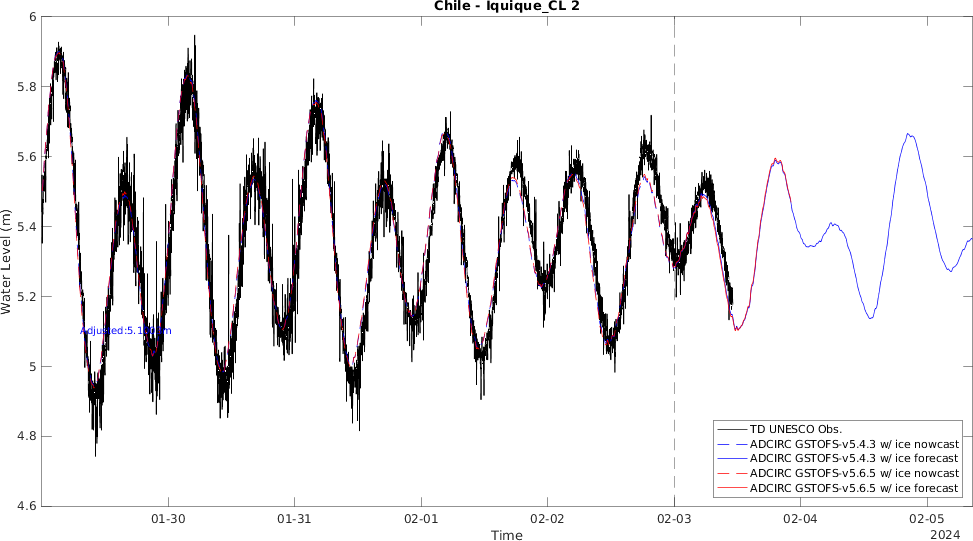 Chile - Iquique_CL 2
6
5.8
5.6
5.4
5.2
5
4.8
4.6
Water Level (m)
01-30
01-31
02-01
02-02
02-03
02-04
02-05
Time
2024
TD UNESCO Obs.
ADCIRC GSTOFS-v5.4.3 w/ ice nowcast
ADCIRC GSTOFS-v5.4.3 w/ ice forecast
ADCIRC GSTOFS-v5.6.5 w/ ice nowcast
ADCIRC GSTOFS-v5.6.5 w/ ice forecast